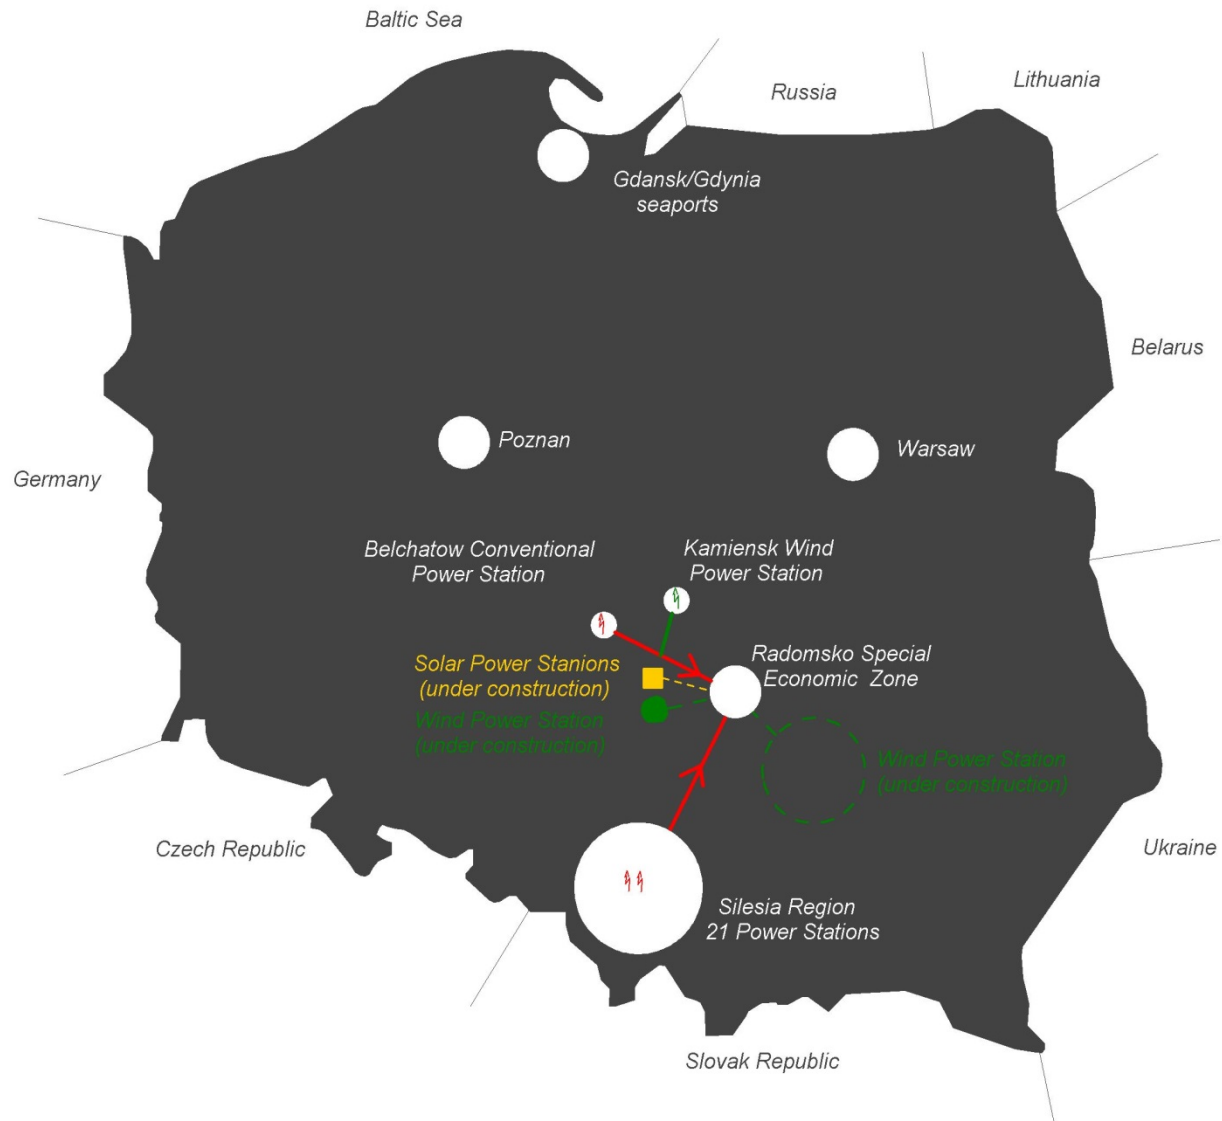 Baltic Sea
Russia
Lithuania
Gdansk/Gdynia
seaports
Belarus
Poznan
Warsaw
Germany
Belchatow Conventional
Power Station
Kamiensk Wind
Power Station
Solar Power Stanions
(under construction)
Wind Power Station
(under construction)
Radomsko Special
Economic Zone
Wind Power Station
(under construction)
Czech Republic
Ukraine
Silesia Region
21 Power Stations
Slovak Republic